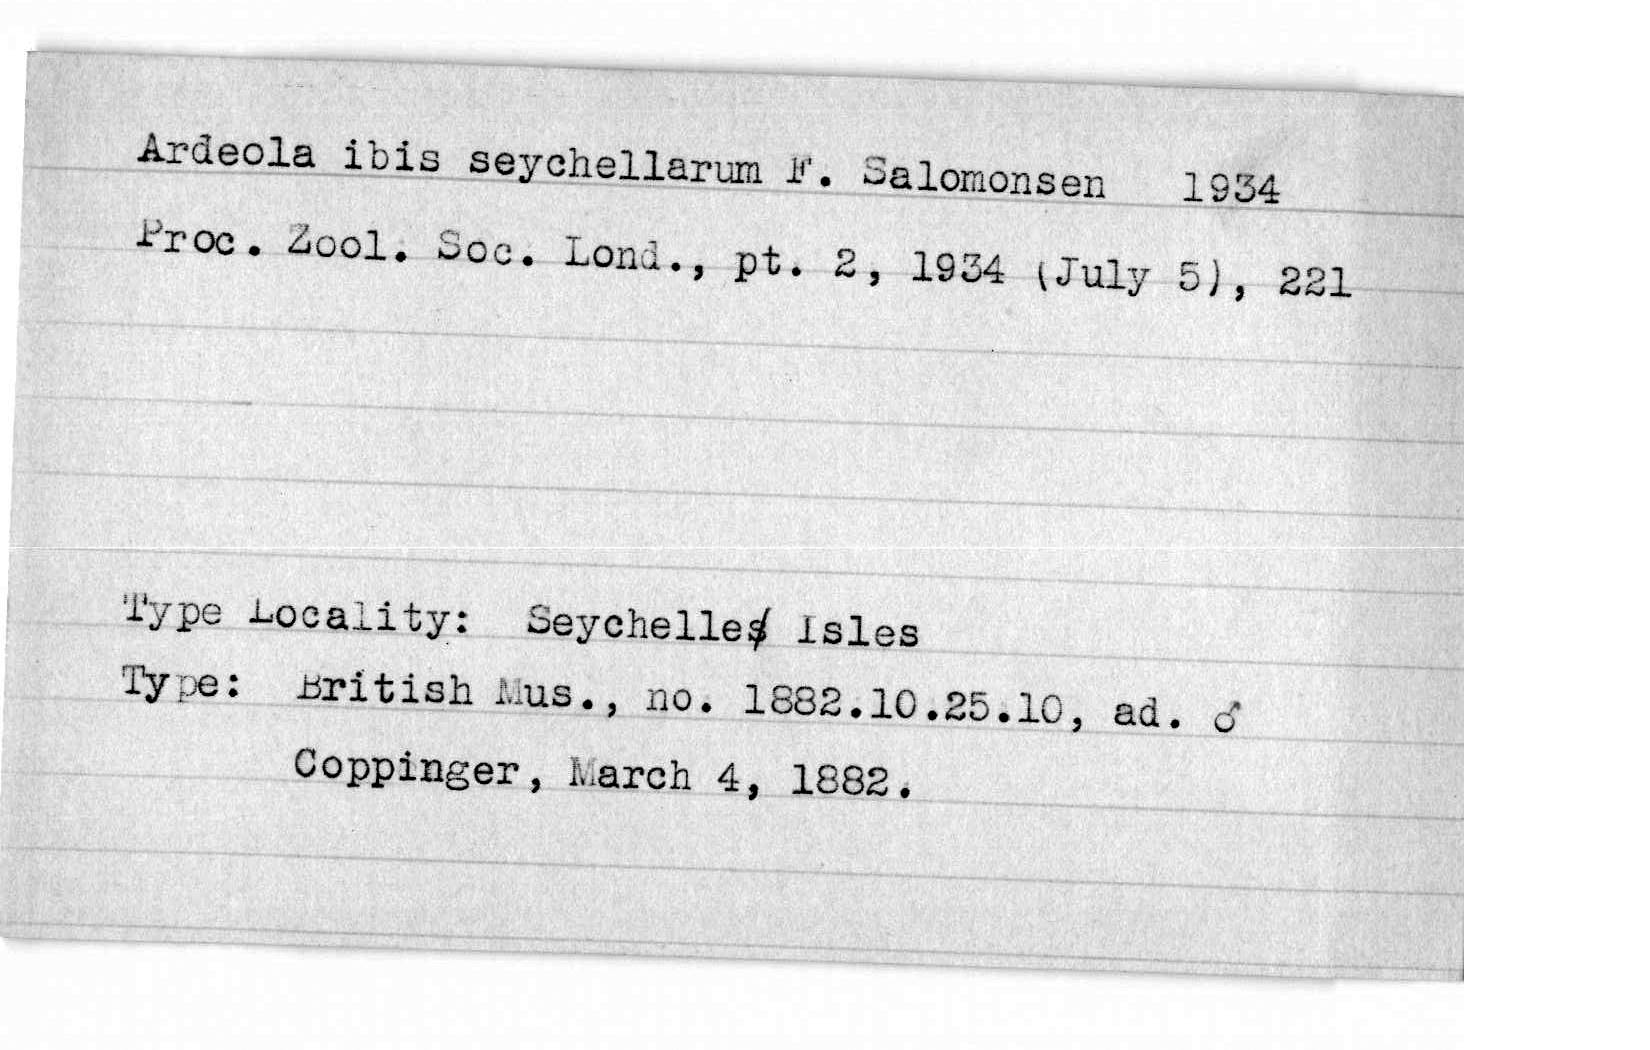 Ardeola ibis seychellarum F. Salomonsen 1934
Proc. Zool. Soc. Lond., pt. 2, 1934 (July 5), 221
Type Locality: Seychelles Isles
Type: British Mus., no. 1882.10.25.10, ad. ♂
Coppinger, March 4, 1882.